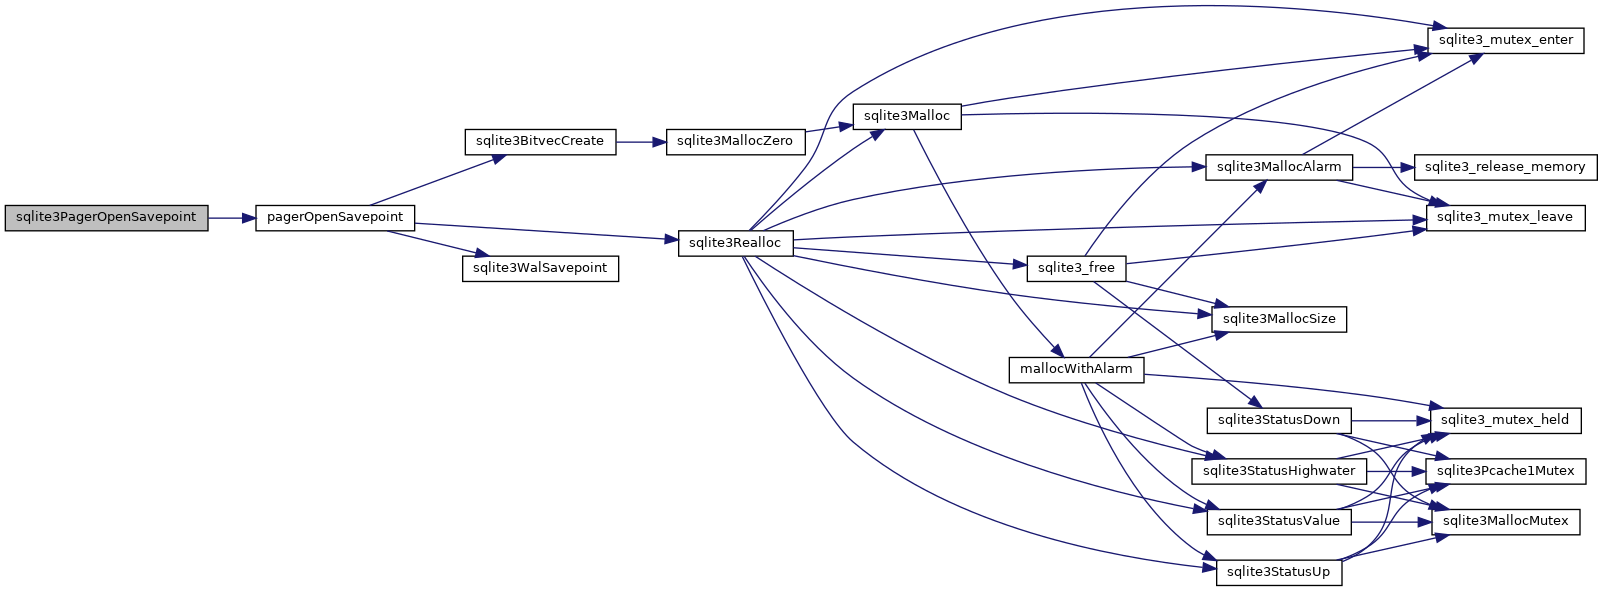 sqlite3PagerOpenSavepoint
pagerOpenSavepoint
sqlite3BitvecCreate
sqlite3WalSavepoint
sqlite3MallocZero
sqlite3Realloc
sqlite3Malloc
sqlite3_free
mallocWithAlarm
sqlite3MallocAlarm
sqlite3MallocSize
sqlite3StatusDown
sqlite3StatusHighwater
sqlite3StatusValue
sqlite3StatusUp
sqlite3_mutex_enter
sqlite3_release_memory
sqlite3_mutex_leave
sqlite3_mutex_held
sqlite3Pcache1Mutex
sqlite3MallocMutex